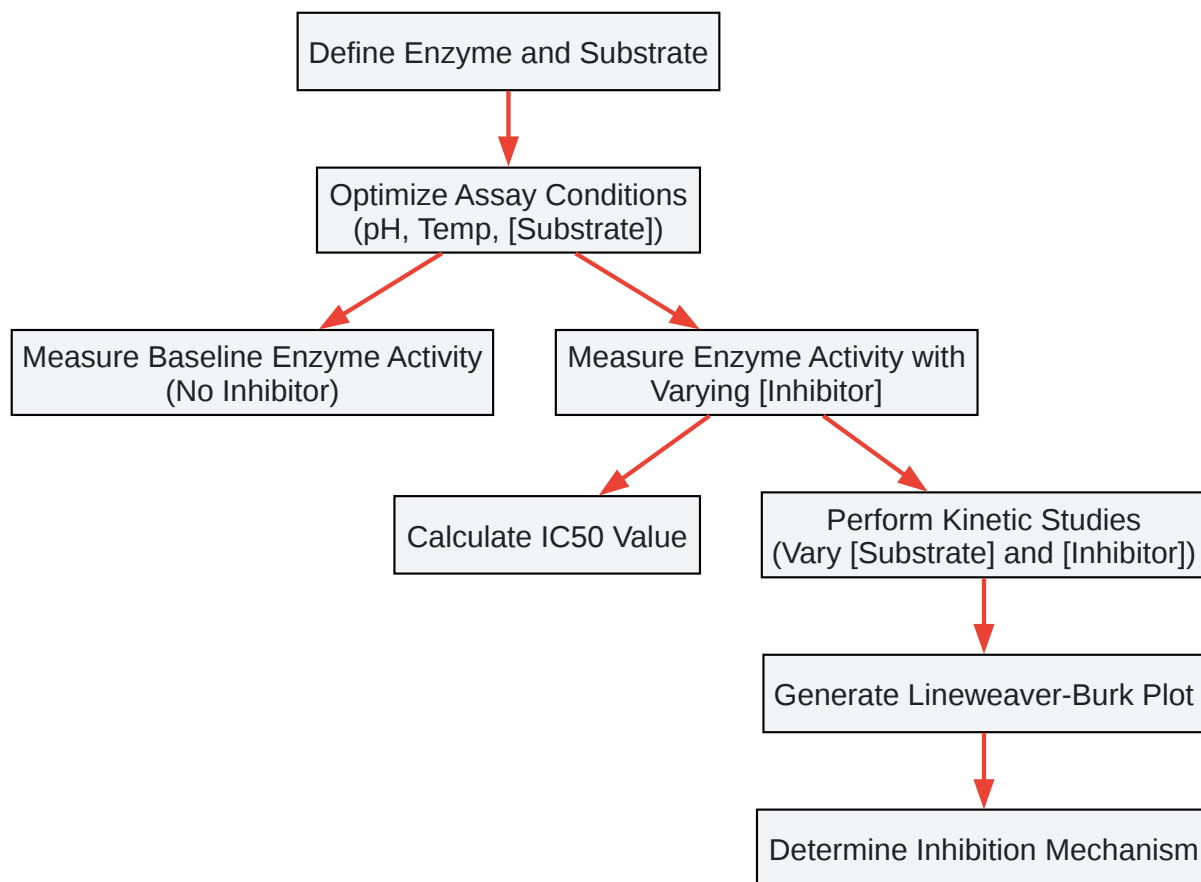 Define Enzyme and Substrate
Optimize Assay Conditions
(pH, Temp, [Substrate])
Measure Baseline Enzyme Activity
(No Inhibitor)
Measure Enzyme Activity with
Varying [Inhibitor]
Calculate IC50 Value
Perform Kinetic Studies
(Vary [Substrate] and [Inhibitor])
Generate Lineweaver-Burk Plot
Determine Inhibition Mechanism